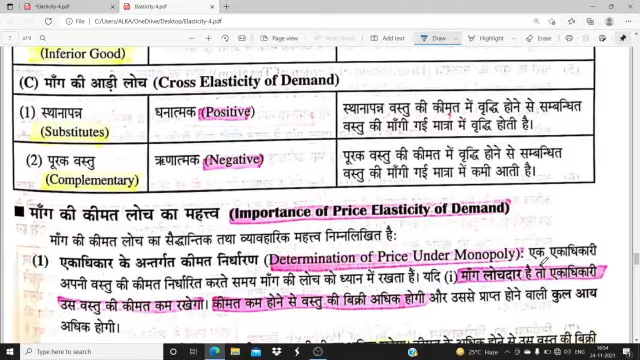 *Elasticity-4.pdf
Elasticity-4.pdf
File | C:/Users/ALKA/OneDrive/Desktop/Elasticity-4.pdf
7 of 9
Draw
Highlight
Erase
(Inferior Good)
(C) माँग की आड़ी लोच (Cross Elasticity of Demand)
(1) स्थानापन्न धनात्मक (Positive) स्थानापन्न वस्तु की कीमत में वृद्धि होने से सम्बन्धित
(Substitutes) वस्तु की माँगी गई मात्रा में वृद्धि होती है।
(2) पूरक वस्तु ऋणात्मक (Negative) पूरक वस्तु की कीमत में वृद्धि होने से सम्बन्धित
(Complementary) वस्तु की माँगी गई मात्रा में कमी आती है।
■ माँग की कीमत लोच का महत्त्व (Importance of Price Elasticity of Demand)
माँग की कीमत लोच का सैद्धान्तिक तथा व्यावहारिक महत्त्व निम्नलिखित है:
(1) एकाधिकार के अन्तर्गत कीमत निर्धारण (Determination of Price Under Monopoly): एक एकाधिकारी
अपनी वस्तु की कीमत निर्धारित करते समय माँग की लोच को ध्यान में रखता है। यदि (i) माँग लोचदार है तो एकाधिकारी
उस वस्तु की कीमत कम रखेगा। कीमत कम होने से वस्तु की बिक्री अधिक होगी और उससे प्राप्त होने वाली कुल आय
अधिक होगी।
Type here to search
25°C Haze
ENG
16:54
24-11-2021